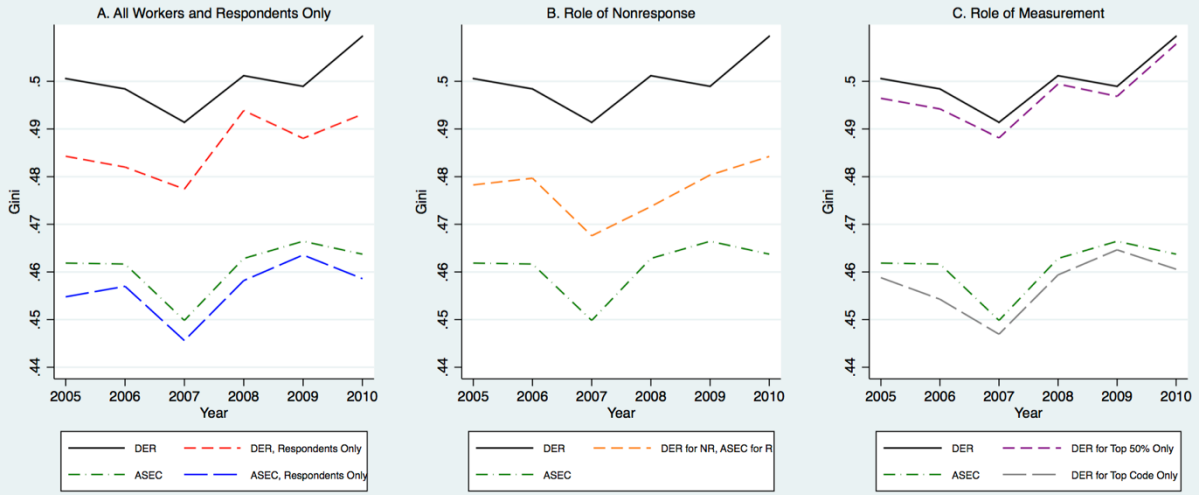 A. All Workers and Respondents Only
Gini
.5
.49
.48
.47
.46
.45
.44
2005 2006 2007 2008 2009 2010
Year
DER DER, Respondents Only
ASEC ASEC, Respondents Only
B. Role of Nonresponse
Gini
.5
.49
.48
.47
.46
.45
.44
2005 2006 2007 2008 2009 2010
Year
DER DER for NR, ASEC for R
ASEC
C. Role of Measurement
Gini
.5
.49
.48
.47
.46
.45
.44
2005 2006 2007 2008 2009 2010
Year
DER DER for Top 50% Only
ASEC DER for Top Code Only